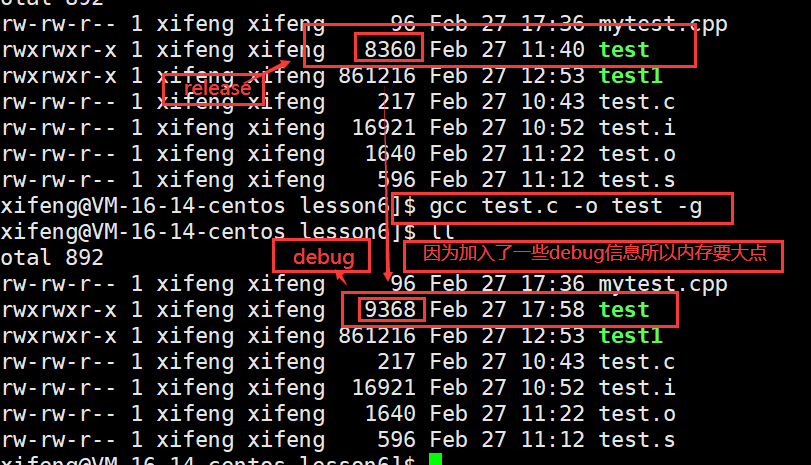 otal 892
rw-rw-r-- 1 xifeng xifeng 96 Feb 27 17:36 mytest.cpp
rwxrwxr-x 1 xifeng xifeng 8360 Feb 27 11:40 test
rwxrwxr-x 1 xifeng xifeng 861216 Feb 27 12:53 test1
release
rw-rw-r-- 1 xifeng xifeng 217 Feb 27 10:43 test.c
rw-rw-r-- 1 xifeng xifeng 16921 Feb 27 10:52 test.i
rw-rw-r-- 1 xifeng xifeng 1640 Feb 27 11:22 test.o
rw-rw-r-- 1 xifeng xifeng 596 Feb 27 11:12 test.s
xifeng@VM-16-14-centos lesson6]$ gcc test.c -o test -g
xifeng@VM-16-14-centos lesson6]$ ll
otal 892
debug
因为加入了一些debug信息所以内存要大点
rw-rw-r-- 1 xifeng xifeng 96 Feb 27 17:36 mytest.cpp
rwxrwxr-x 1 xifeng xifeng 9368 Feb 27 17:58 test
rwxrwxr-x 1 xifeng xifeng 861216 Feb 27 12:53 test1
rw-rw-r-- 1 xifeng xifeng 217 Feb 27 10:43 test.c
rw-rw-r-- 1 xifeng xifeng 16921 Feb 27 10:52 test.i
rw-rw-r-- 1 xifeng xifeng 1640 Feb 27 11:22 test.o
rw-rw-r-- 1 xifeng xifeng 596 Feb 27 11:12 test.s
xifeng@VM-16-14-centos lesson6]$